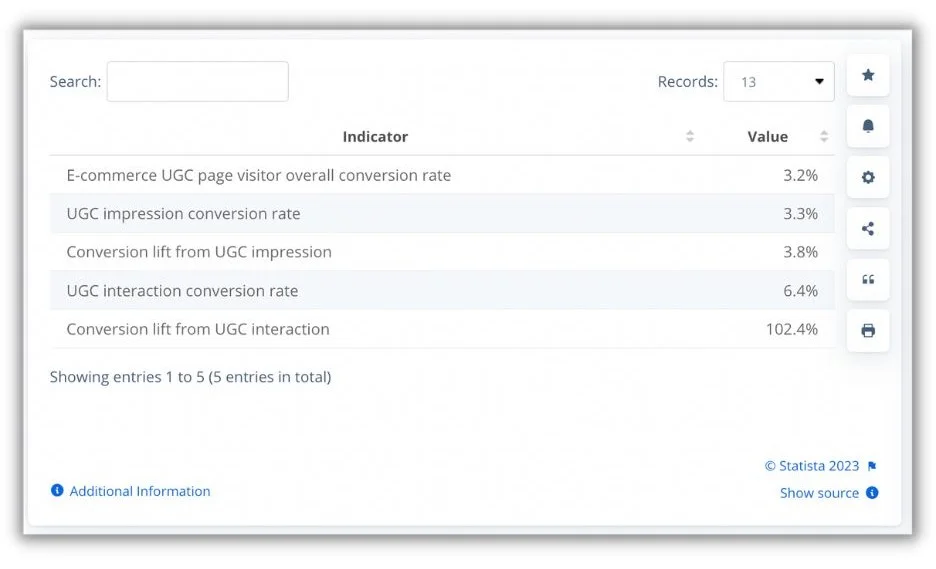 Search:
Records: 13
Indicator Value
E-commerce UGC page visitor overall conversion rate 3.2%
UGC impression conversion rate 3.3%
Conversion lift from UGC impression 3.8%
UGC interaction conversion rate 6.4%
Conversion lift from UGC interaction 102.4%
Showing entries 1 to 5 (5 entries in total)
© Statista 2023
Additional Information
Show source